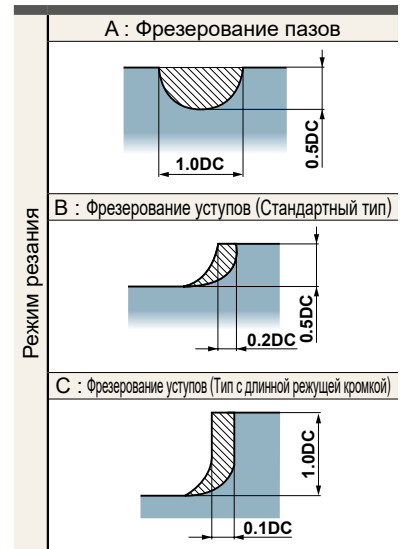 Режим резания
A : Фрезерование пазов
1.0DC
0.5DC
B : Фрезерование уступов (Стандартный тип)
0.2DC
0.5DC
C : Фрезерование уступов (Тип с длинной режущей кромкой)
1.0DC
0.1DC